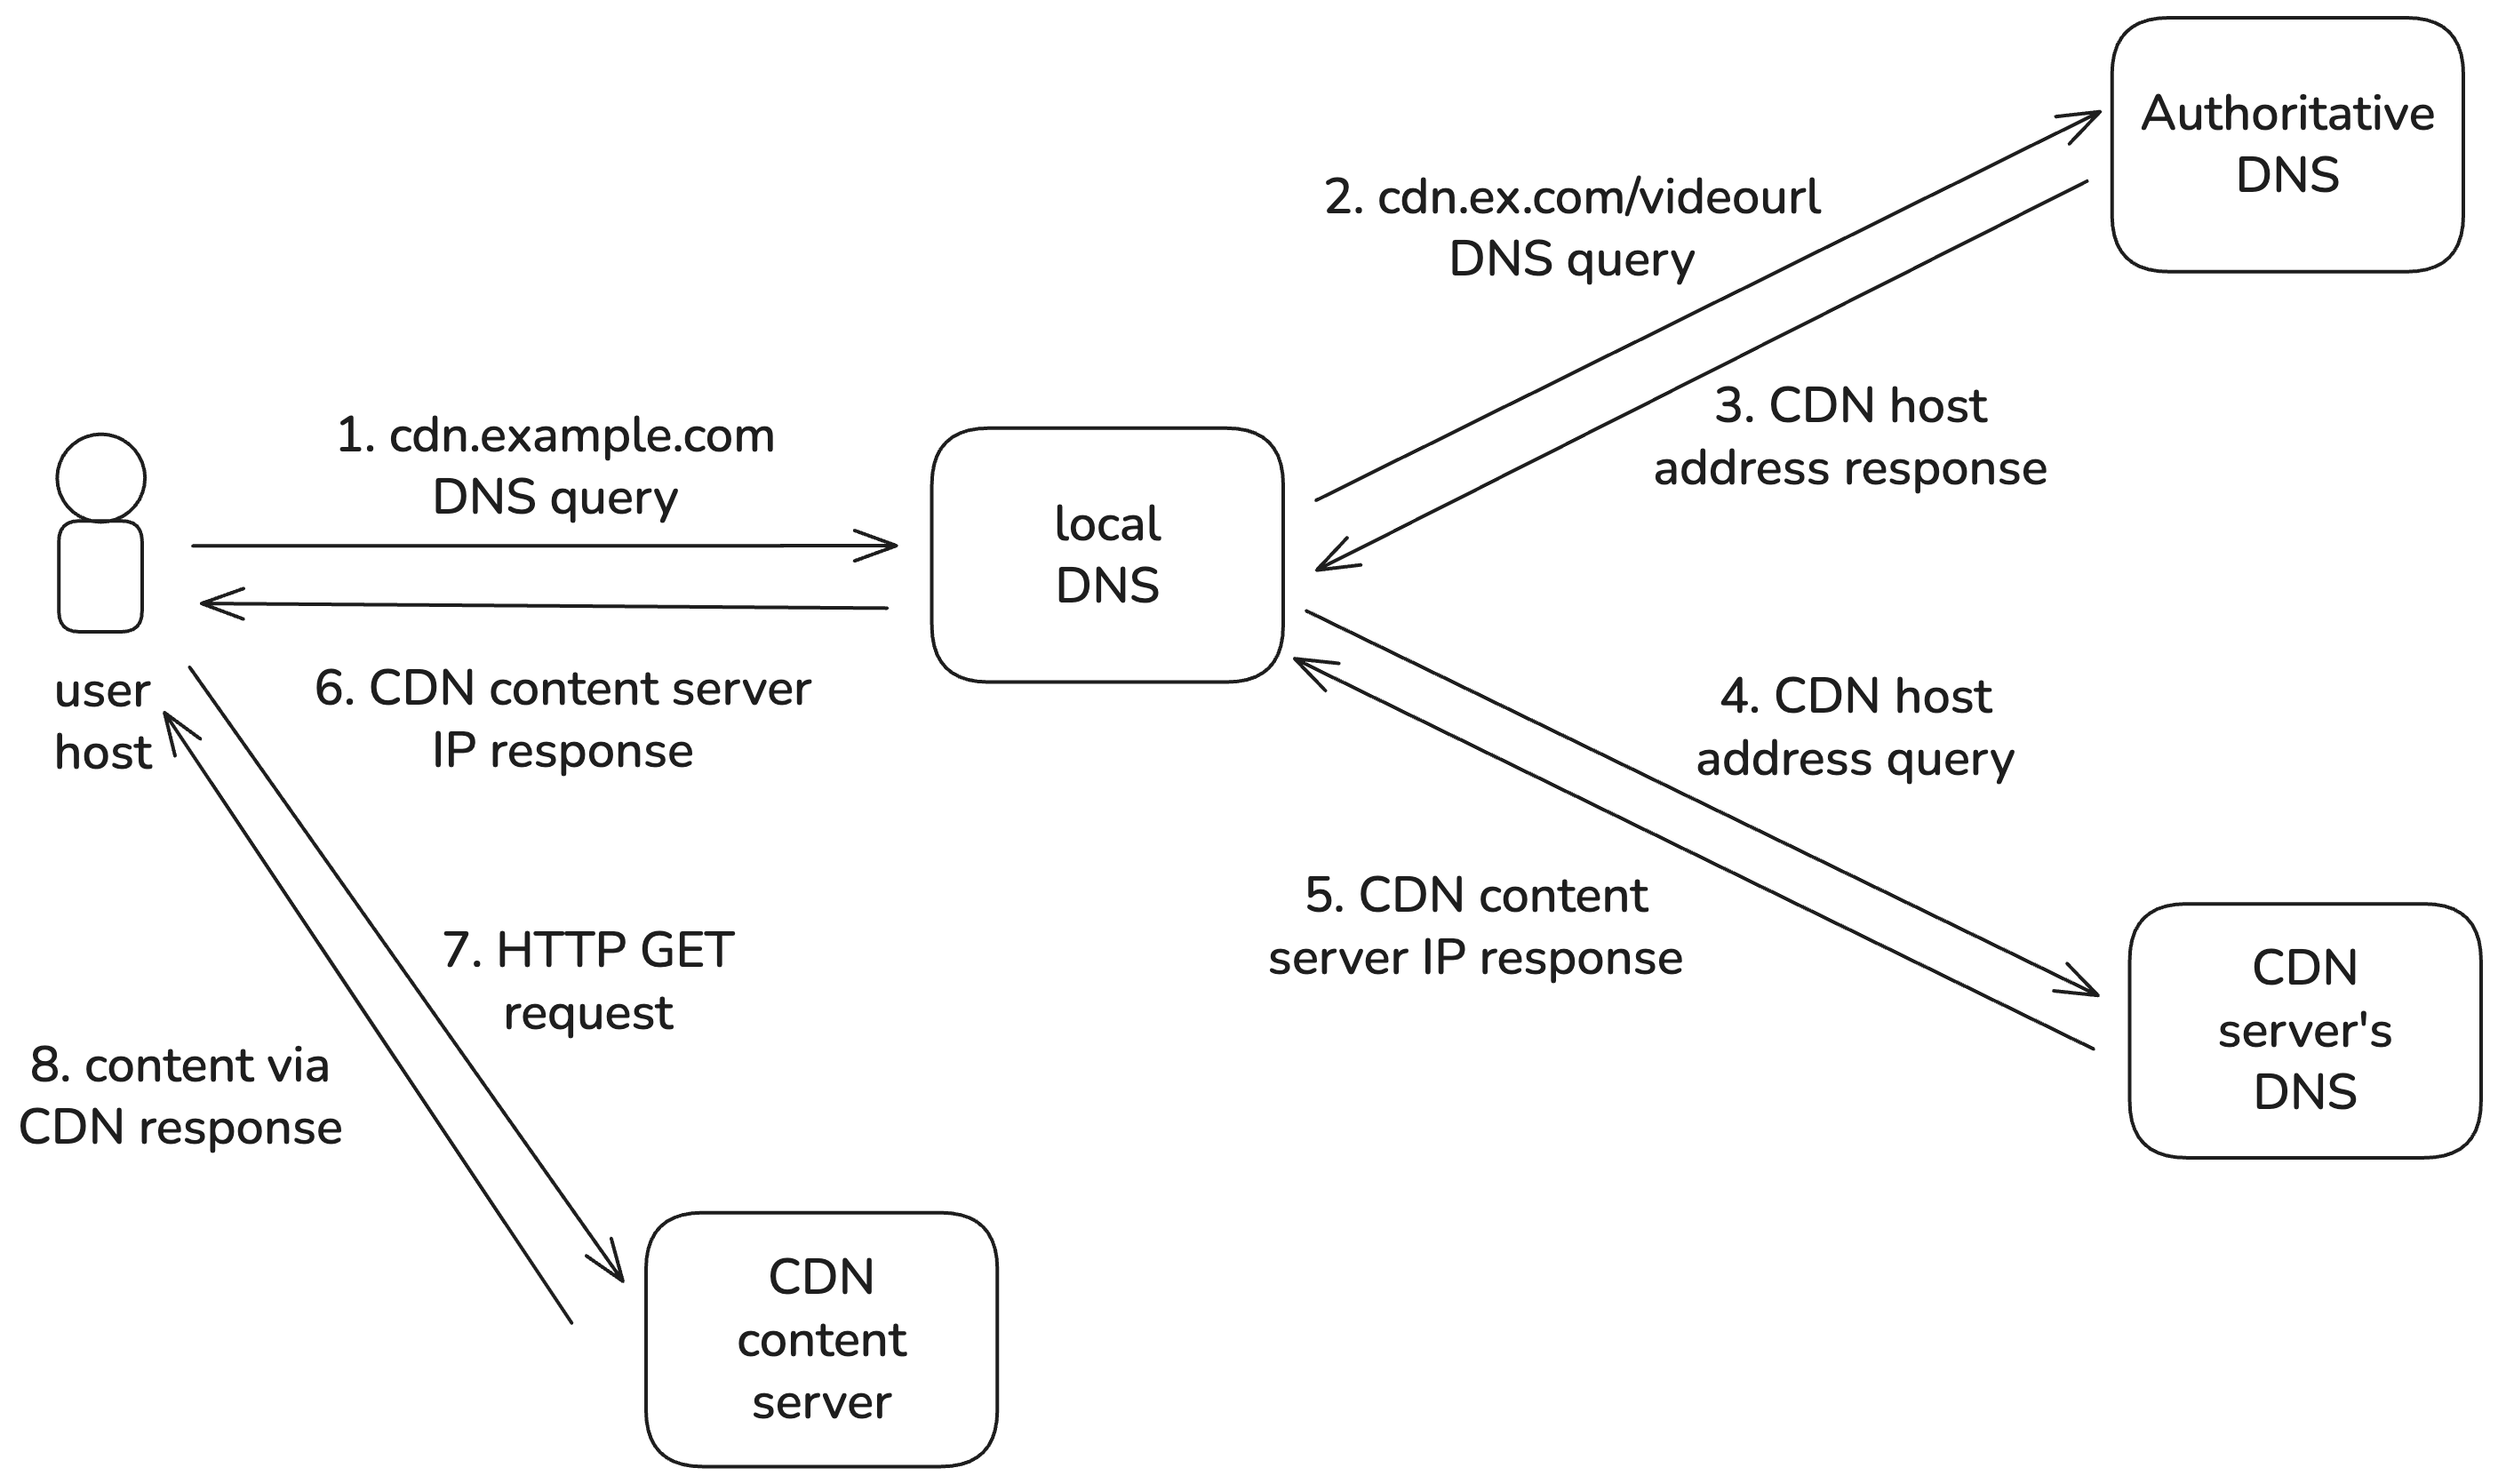 Authoritative
DNS
2. cdn.ex.com/videourl
DNS query
3. CDN host
address response
1. cdn.example.com
DNS query
local
DNS
user
host
6. CDN content server
IP response
4. CDN host
address query
5. CDN content
server IP response
CDN
server's
DNS
7. HTTP GET
request
8. content via
CDN response
CDN
content
server